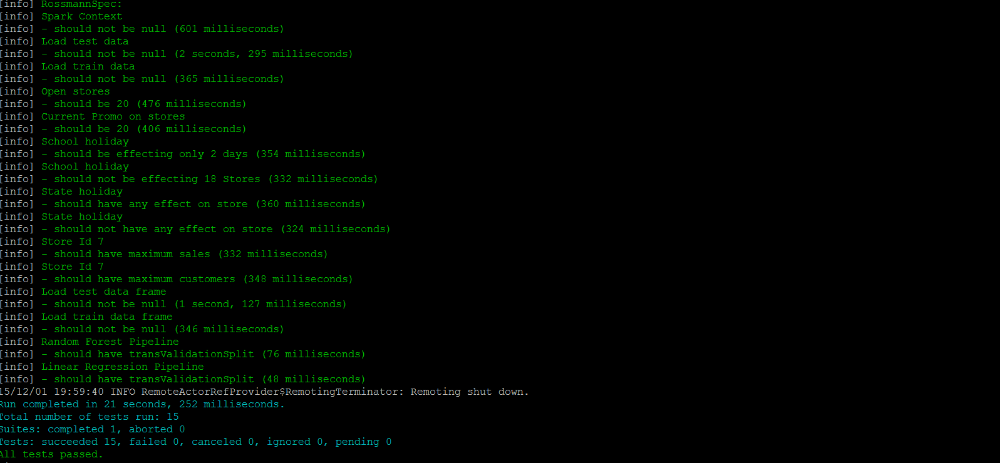 [info] RossmannSpec:
[info] Spark Context
[info] - should not be null (601 milliseconds)
[info] Load test data
[info] - should not be null (2 seconds, 295 milliseconds)
[info] Load train data
[info] - should not be null (365 milliseconds)
[info] Open stores
[info] - should be 20 (476 milliseconds)
[info] Current Promo on stores
[info] - should be 20 (406 milliseconds)
[info] School holiday
[info] - should be effecting only 2 days (354 milliseconds)
[info] School holiday
[info] - should not be effecting 18 Stores (332 milliseconds)
[info] State holiday
[info] - should have any effect on store (360 milliseconds)
[info] State holiday
[info] - should not have any effect on store (324 milliseconds)
[info] Store Id 7
[info] - should have maximum sales (332 milliseconds)
[info] Store Id 7
[info] - should have maximum customers (348 milliseconds)
[info] Load test data frame
[info] - should not be null (1 second, 127 milliseconds)
[info] Load train data frame
[info] - should not be null (346 milliseconds)
[info] Random Forest Pipeline
[info] - should have transValidationSplit (76 milliseconds)
[info] Linear Regression Pipeline
[info] - should have transValidationSplit (48 milliseconds)
15/12/01 19:59:40 INFO RemoteActorRefProvider$RemotingTerminator: Remoting shut down.
Run completed in 21 seconds, 252 milliseconds.
Total number of tests run: 15
Suites: completed 1, aborted 0
Tests: succeeded 15, failed 0, canceled 0, ignored 0, pending 0
All tests passed.